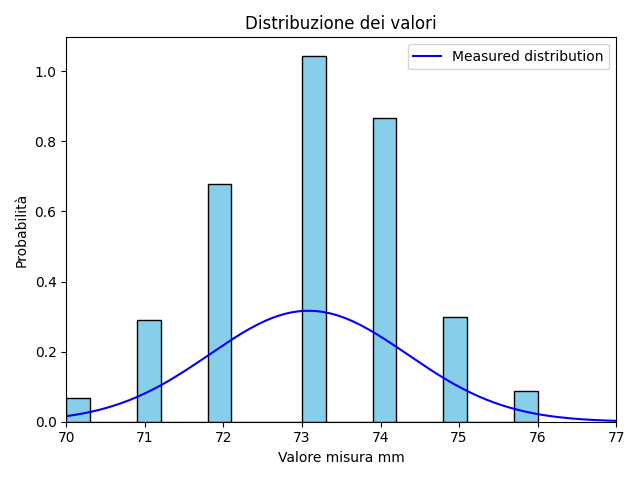 Distribuzione dei valori
Measured distribution
1.0
0.8
0.6
0.4
0.2
0.0
Probabilità
70 71 72 73 74 75 76 77
Valore misura mm